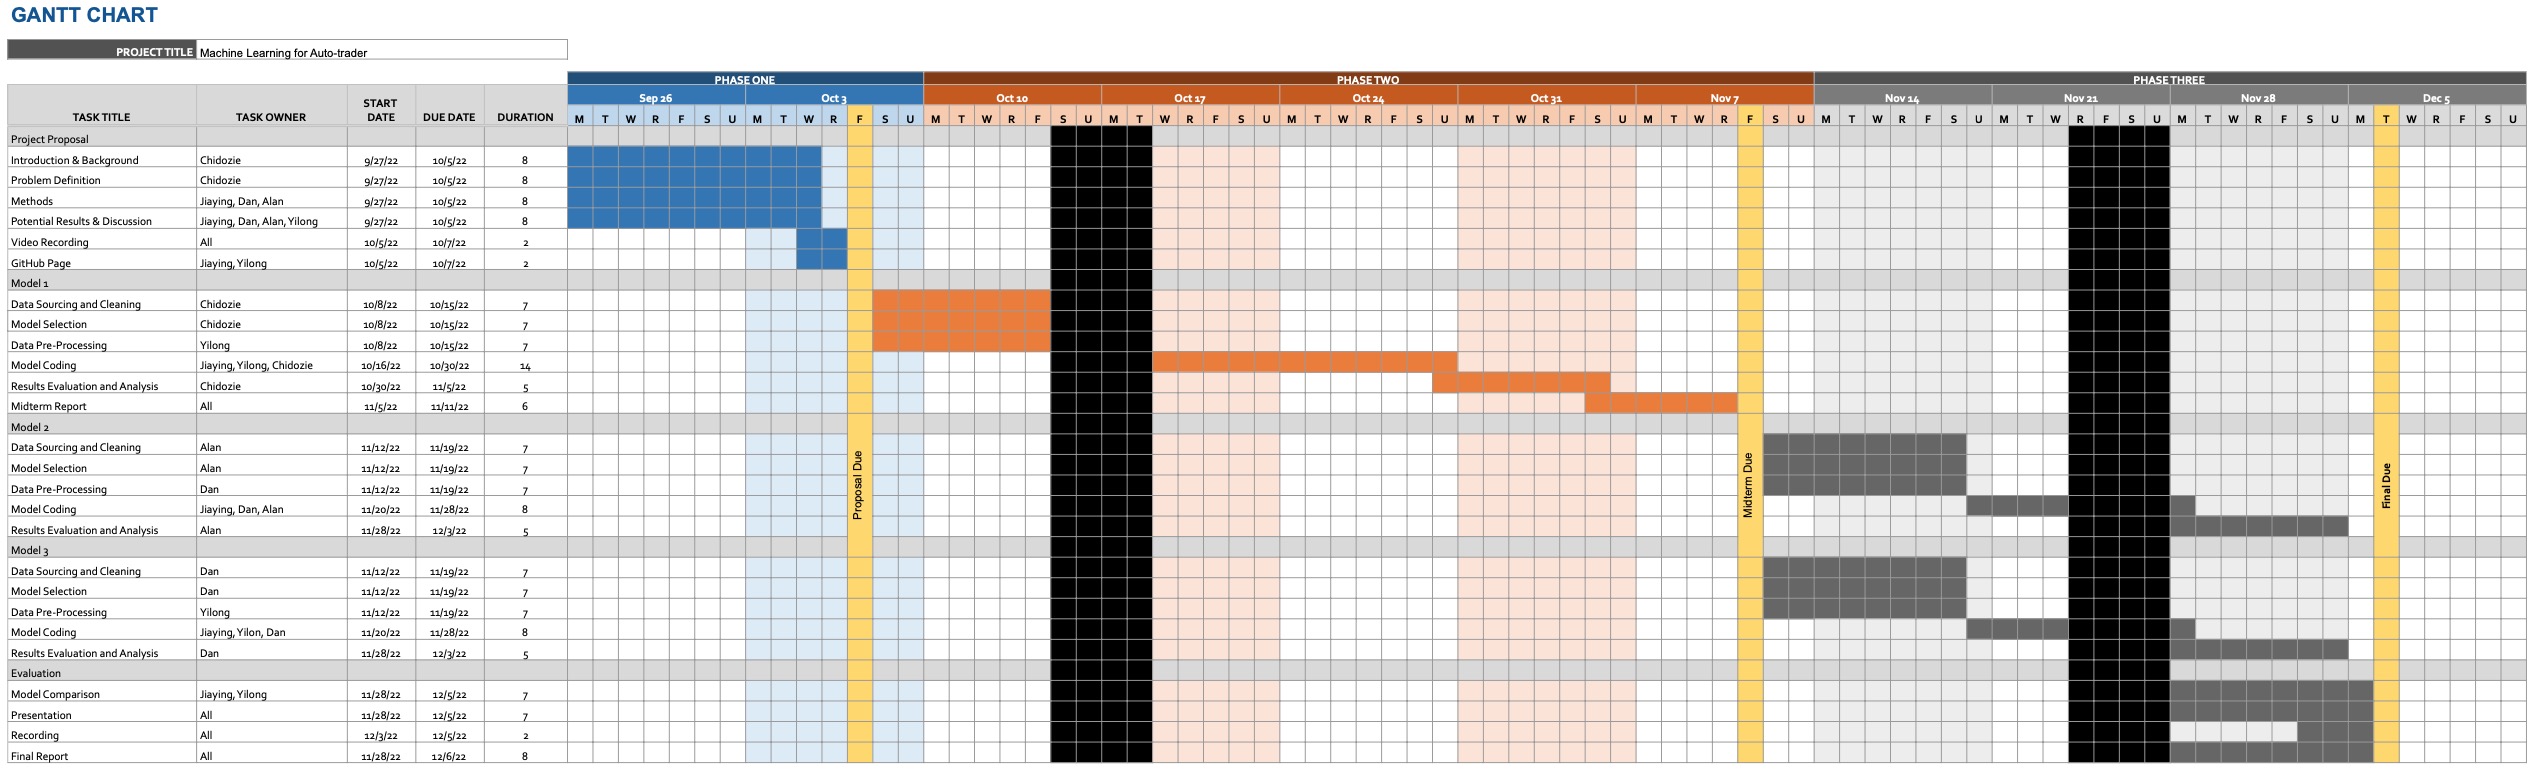 GANTT CHART
PROJECT TITLE Machine Learning for Auto-trader
PHASE ONE PHASE TWO PHASE THREE
Sep 26 Oct 3 Oct 10 Oct 17 Oct 24 Oct 31 Nov 7 Nov 14 Nov 21 Nov 28 Dec 5
TASK TITLE TASK OWNER START DATE DUE DATE DURATION M T W R F S U M T W R F S U M T W R F S U M T W R F S U M T W R F S U M T W R F S U M T W R F S U M T W R F S U M T W R F S U M T W R F S U M T W R F S U
Project Proposal
Introduction & Background Chidozie 9/27/22 10/5/22 8
Problem Definition Chidozie 9/27/22 10/5/22 8
Methods Jiaying, Dan, Alan 9/27/22 10/5/22 8
Potential Results & Discussion Jiaying, Dan, Alan, Yilong 9/27/22 10/5/22 8
Video Recording All 10/5/22 10/7/22 2
GitHub Page Jiaying, Yilong 10/5/22 10/7/22 2
Model 1
Data Sourcing and Cleaning Chidozie 10/8/22 10/15/22 7
Model Selection Chidozie 10/8/22 10/15/22 7
Data Pre-Processing Yilong 10/8/22 10/15/22 7
Model Coding Jiaying, Yilong, Chidozie 10/16/22 10/30/22 14
Results Evaluation and Analysis Chidozie 10/30/22 11/5/22 5
Midterm Report All 11/5/22 11/11/22 6
Model 2
Data Sourcing and Cleaning Alan 11/12/22 11/19/22 7
Model Selection Alan 11/12/22 11/19/22 7
Data Pre-Processing Dan 11/12/22 11/19/22 7
Model Coding Jiaying, Dan, Alan 11/20/22 11/28/22 8
Results Evaluation and Analysis Alan 11/28/22 12/3/22 5
Model 3
Data Sourcing and Cleaning Dan 11/12/22 11/19/22 7
Model Selection Dan 11/12/22 11/19/22 7
Data Pre-Processing Yilong 11/12/22 11/19/22 7
Model Coding Jiaying, Yilon, Dan 11/20/22 11/28/22 8
Results Evaluation and Analysis Dan 11/28/22 12/3/22 5
Evaluation
Model Comparison Jiaying, Yilong 11/28/22 12/5/22 7
Presentation All 11/28/22 12/5/22 7
Recording All 12/3/22 12/5/22 2
Final Report All 11/28/22 12/6/22 8
Proposal Due
Midterm Due
Final Due